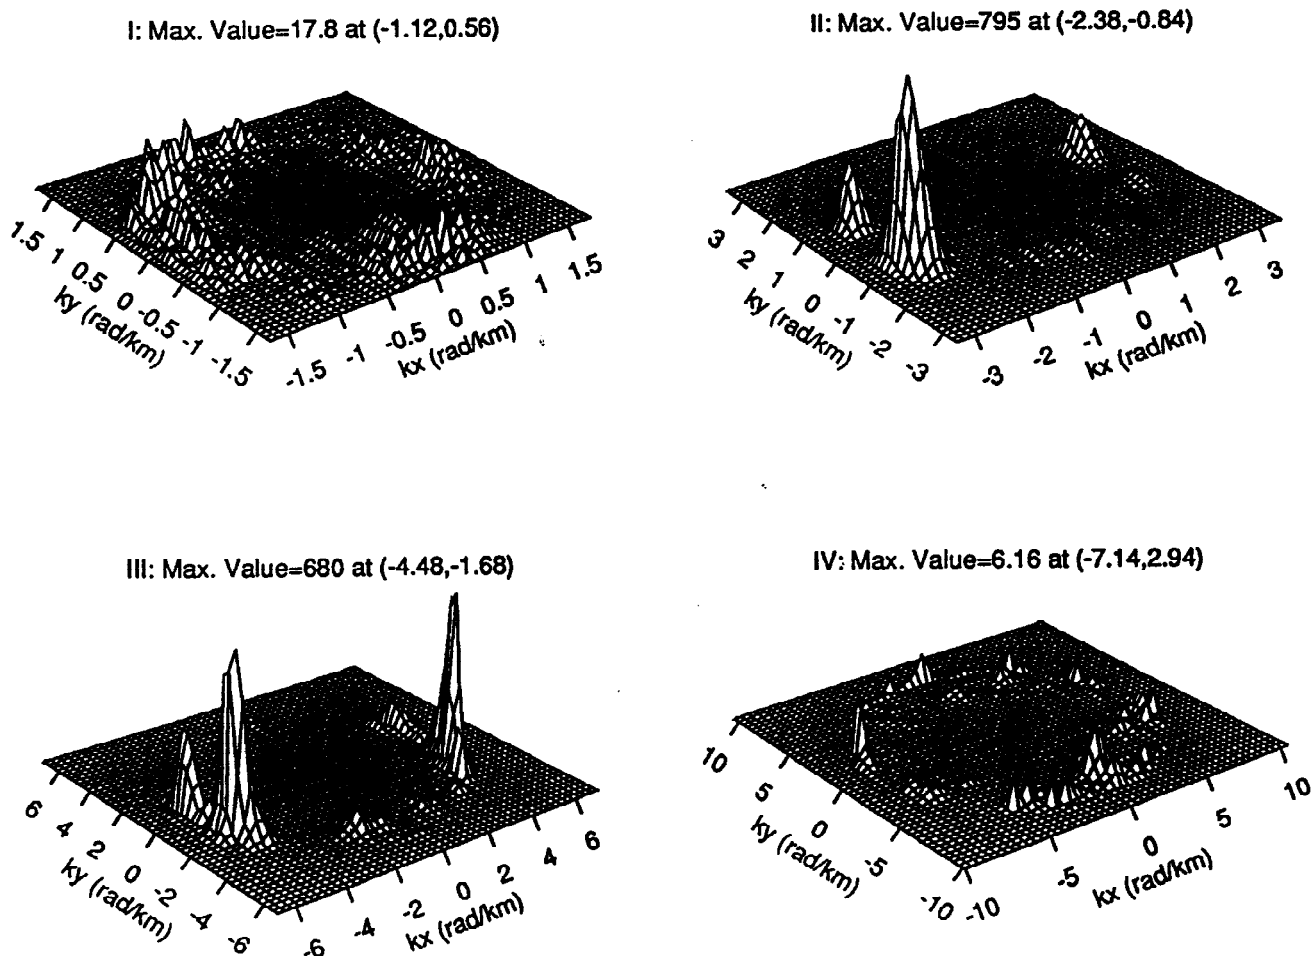 I: Max. Value=17.8 at (-1.12,0.56)
1.5 1 0.5 0 -0.5 -1 -1.5
ky (rad/km)
-1.5 -1 -0.5 0 0.5 1 1.5
kx (rad/km)
II: Max. Value=795 at (-2.38,-0.84)
3 2 1 0 -1 -2 -3
ky (rad/km)
-3 -2 -1 0 1 2 3
kx (rad/km)
III: Max. Value=680 at (-4.48,-1.68)
6 4 2 0 -2 -4 -6
ky (rad/km)
-6 -4 -2 0 2 4 6
kx (rad/km)
IV: Max. Value=6.16 at (-7.14,2.94)
10 5 0 -5 -10
ky (rad/km)
-10 -5 0 5 10
kx (rad/km)